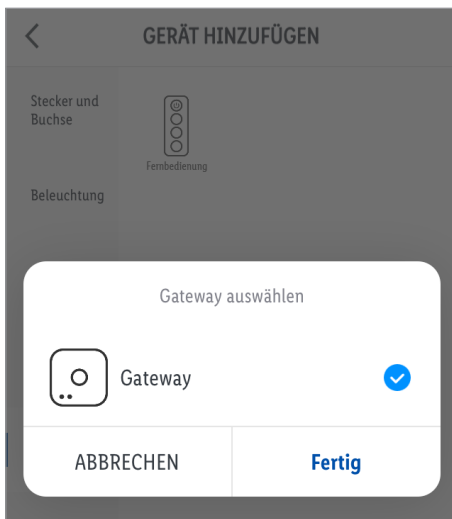 GERÄT HINZUFÜGEN
Stecker und
Buchse
Fernbedienung
Beleuchtung
Gateway auswählen
Gateway
ABBRECHEN
Fertig